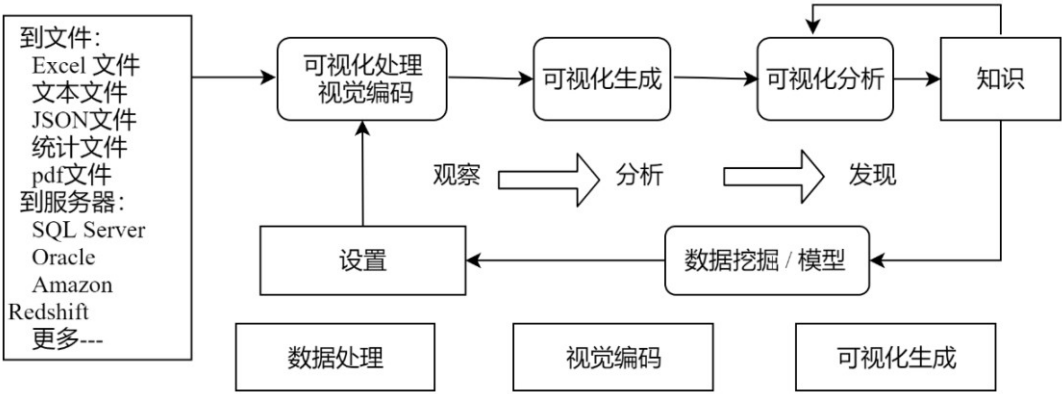 到文件：
Excel 文件
文本文件
JSON文件
统计文件
pdf文件
到服务器：
SQL Server
Oracle
Amazon
Redshift
更多---
可视化处理
视觉编码
可视化生成
可视化分析
知识
观察
分析
发现
设置
数据挖掘 / 模型
数据处理
视觉编码
可视化生成